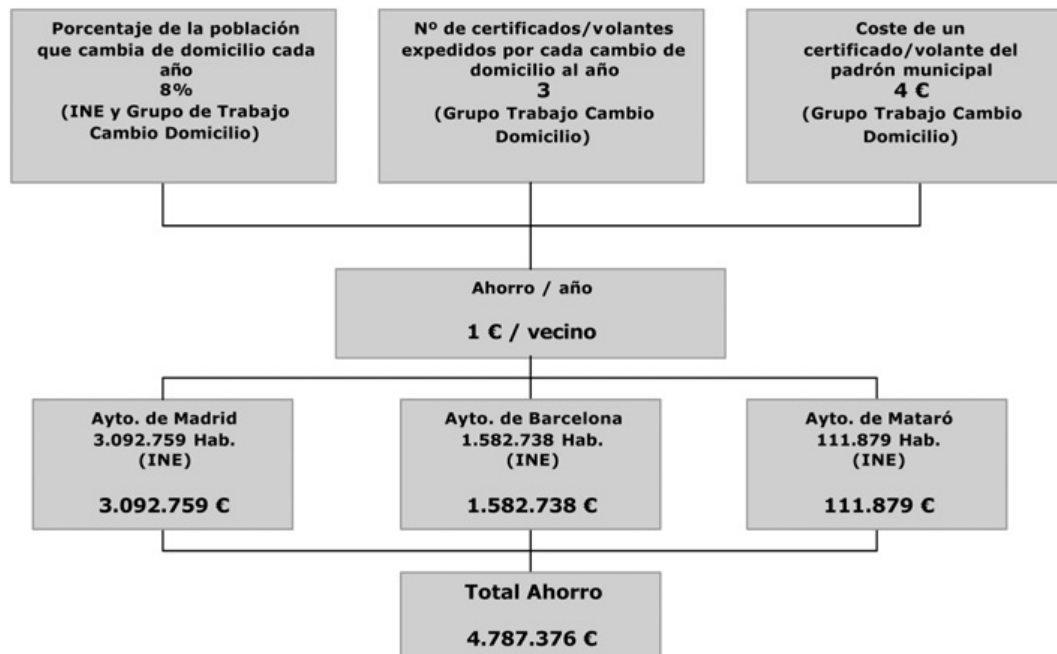 Porcentaje de la población
que cambia de domicilio cada
año
8%
(INE y Grupo de Trabajo
Cambio Domicilio)
Nº de certificados/volantes
expedidos por cada cambio de
domicilio al año
3
(Grupo Trabajo Cambio
Domicilio)
Coste de un
certificado/volante del
padrón municipal
4 €
(Grupo Trabajo Cambio
Domicilio)
Ahorro / año
1 € / vecino
Ayto. de Madrid
3.092.759 Hab.
(INE)
3.092.759 €
Ayto. de Barcelona
1.582.738 Hab.
(INE)
1.582.738 €
Ayto. de Mataró
111.879 Hab.
(INE)
111.879 €
Total Ahorro
4.787.376 €